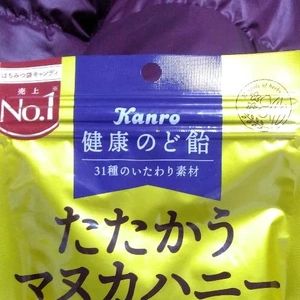 はちみつ袋キャンディ
売上
No.1
Kanro
健康のど飴
31種のいたわり素材
たたかう
マヌカハニー